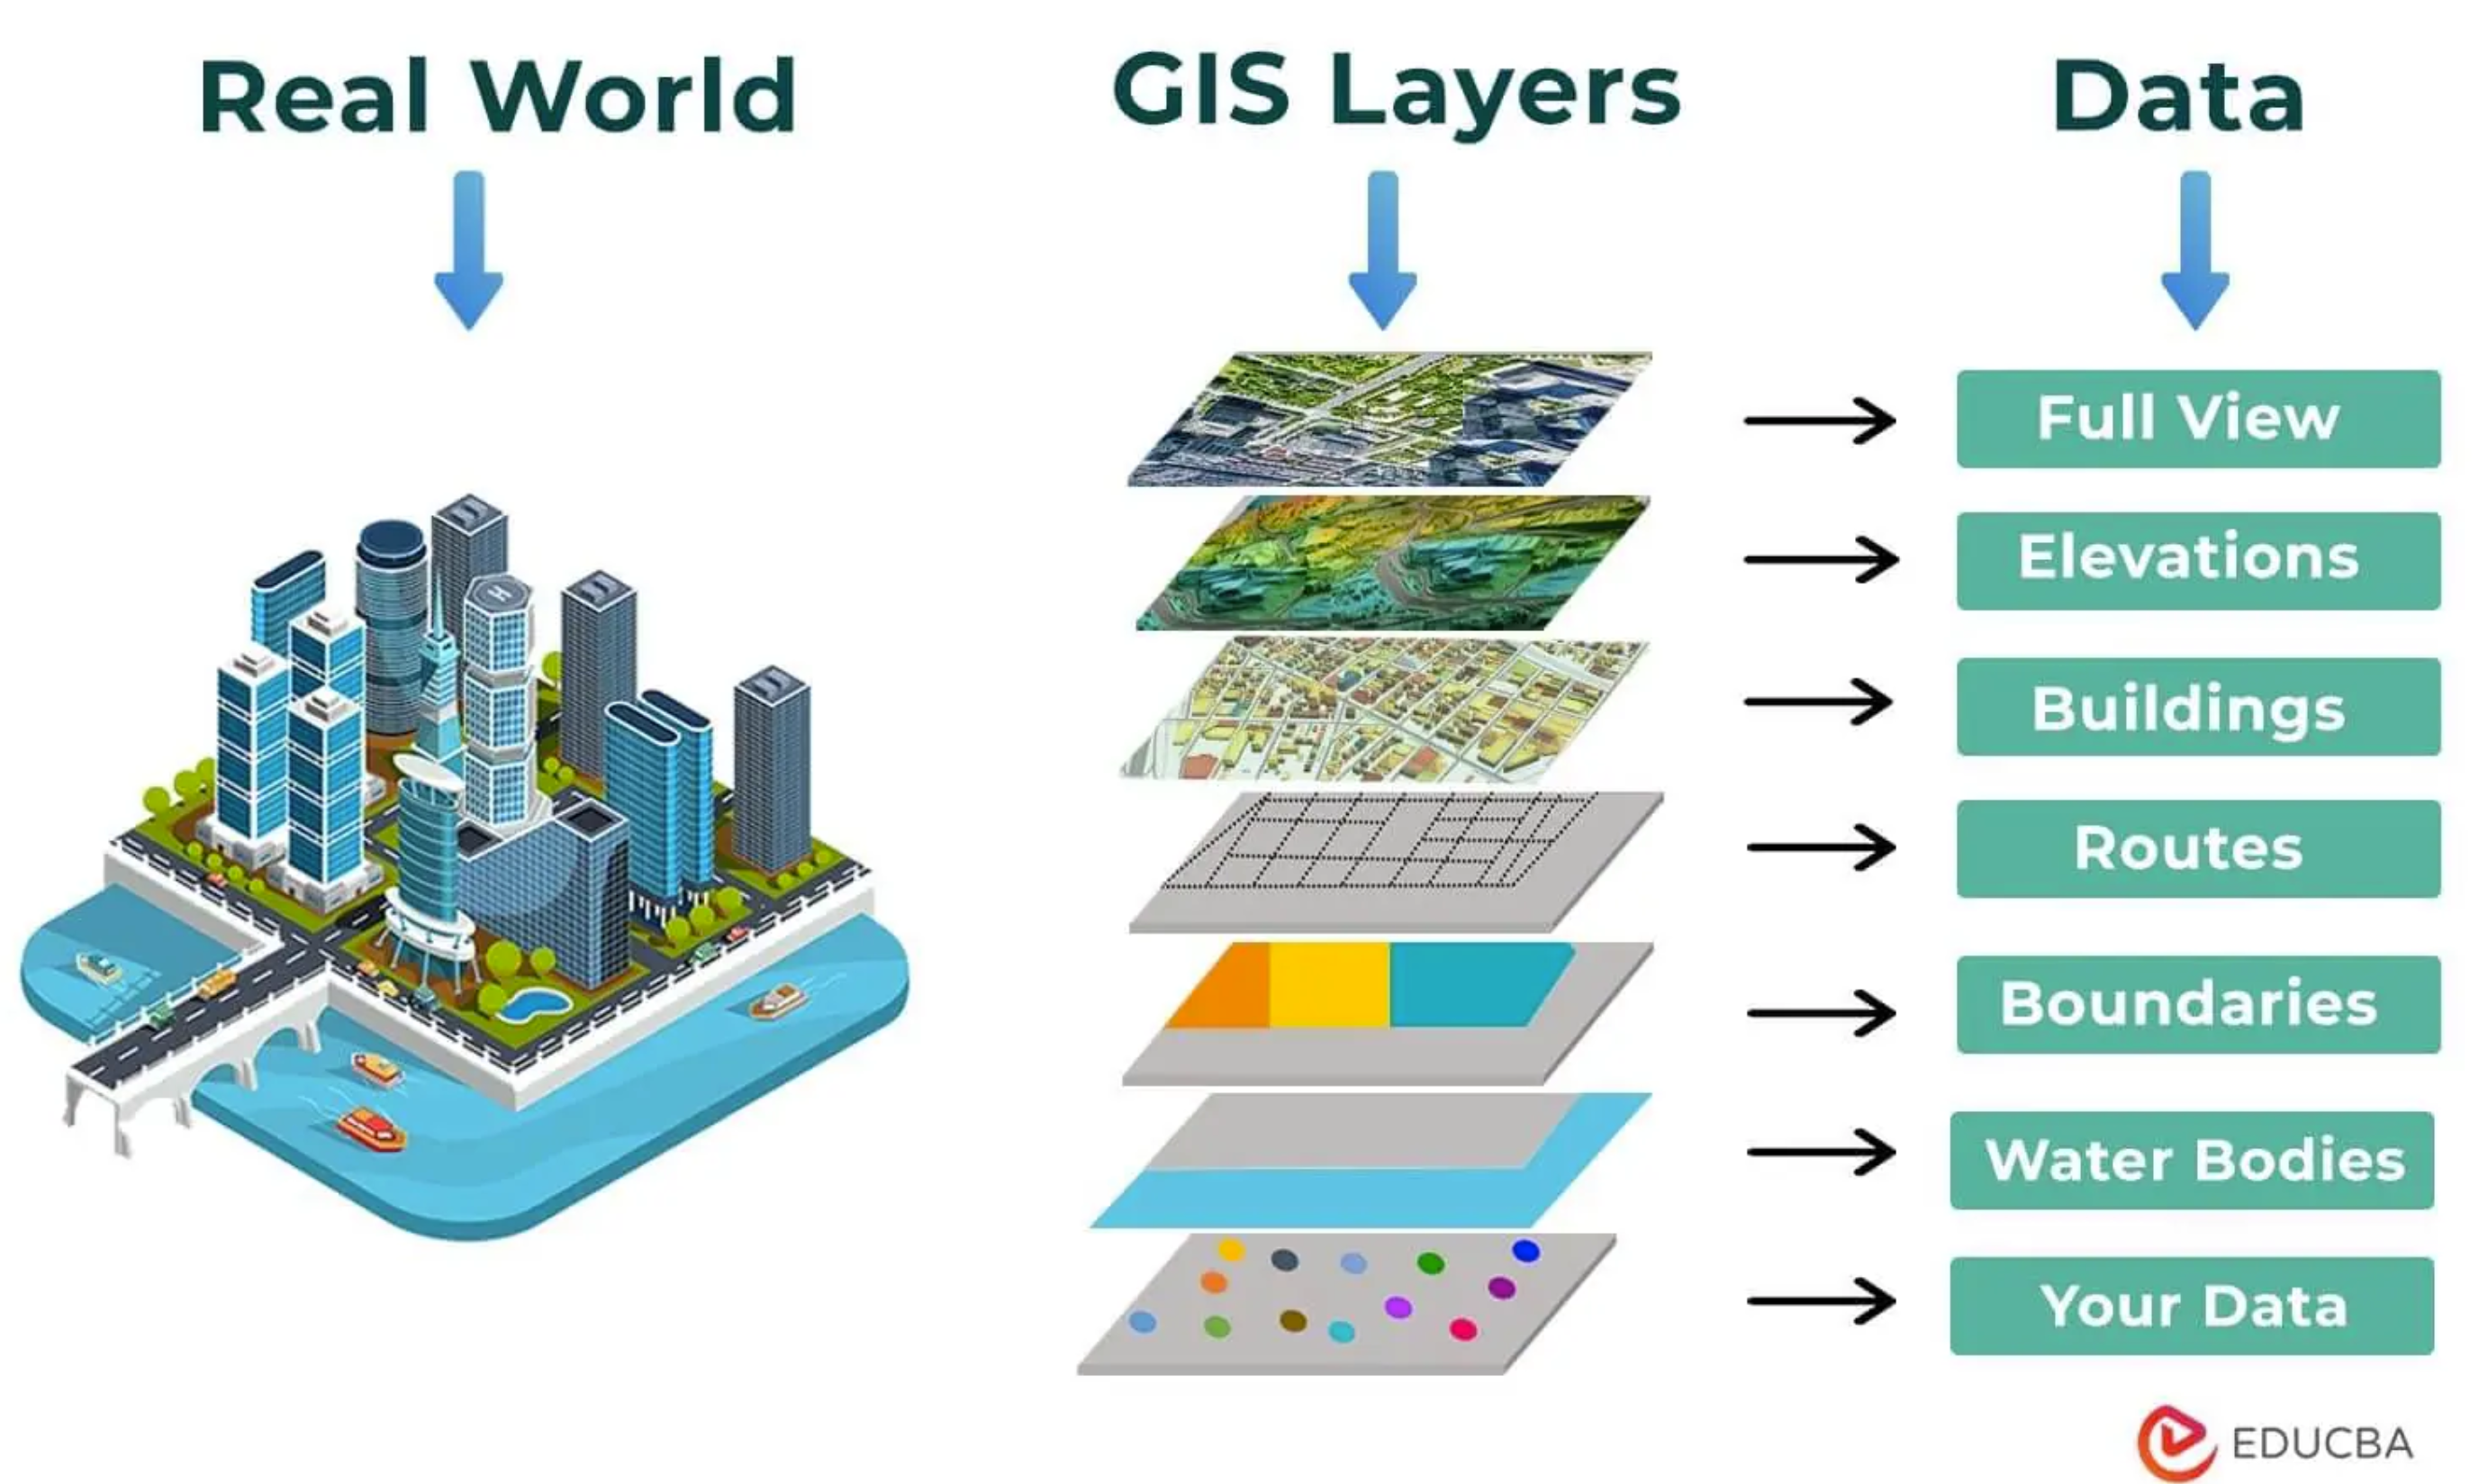 Real World
GIS Layers
Data
Full View
Elevations
Buildings
Routes
Boundaries
Water Bodies
Your Data
EDUCBA